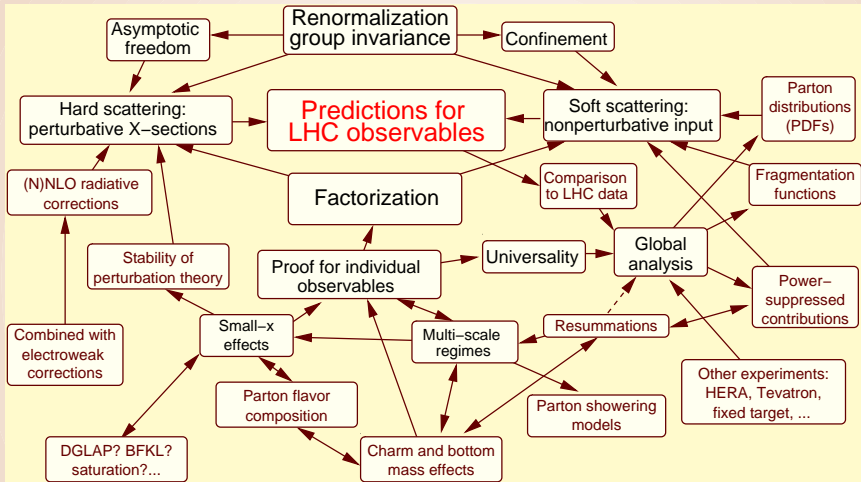 Renormalization
group invariance
Asymptotic
freedom
Confinement
Hard scattering:
perturbative X−sections
Predictions for
LHC observables
Soft scattering:
nonperturbative input
Parton
distributions
(PDFs)
(N)NLO radiative
corrections
Factorization
Comparison
to LHC data
Fragmentation
functions
Stability of
perturbation theory
Proof for individual
observables
Universality
Global
analysis
Power−
suppressed
contributions
Combined with
electroweak
corrections
Small−x
effects
Multi−scale
regimes
Resummations
Other experiments:
HERA, Tevatron,
fixed target, ...
Parton flavor
composition
Parton showering
models
DGLAP? BFKL?
saturation?...
Charm and bottom
mass effects